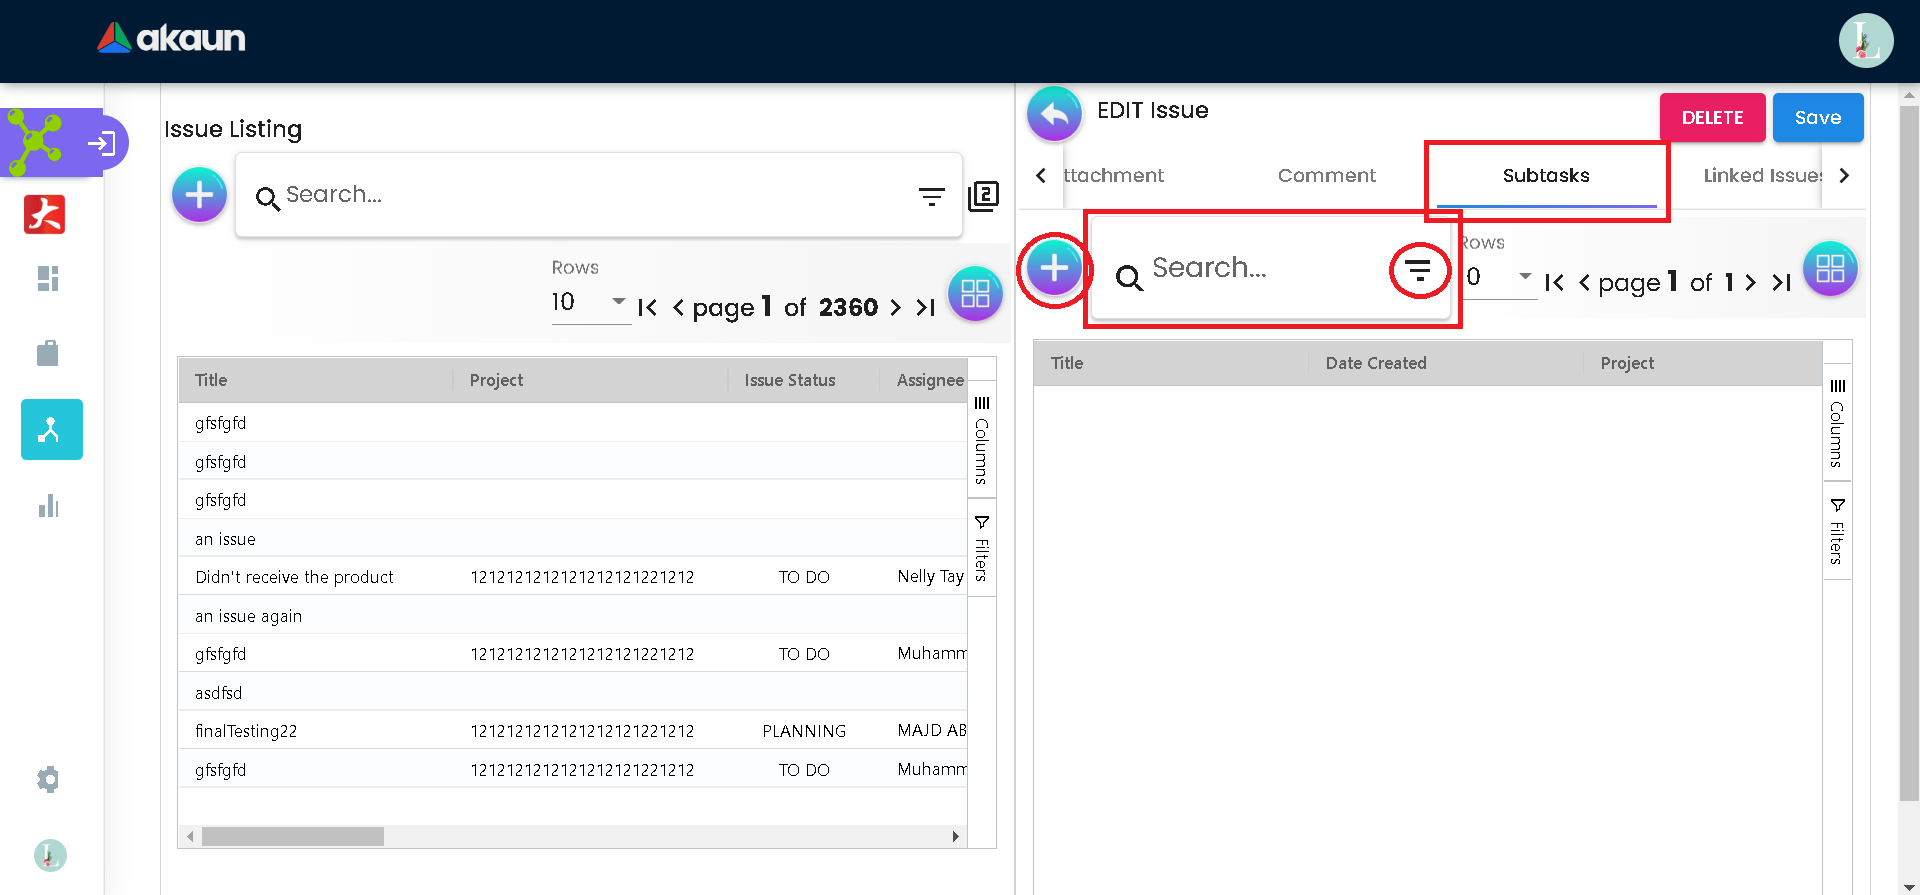 akaun
L
Issue Listing
Search...
2
Rows
10
page 1 of 2360
Title Project Issue Status Assignee
gfsfgfd
gfsfgfd
gfsfgfd
an issue
Didn't receive the product 1212121212121212121221212 TO DO Nelly Tay
an issue again
gfsfgfd 1212121212121212121221212 TO DO Muhamm
asdfsd
finalTesting22 1212121212121212121221212 PLANNING MAJD AB
gfsfgfd 1212121212121212121221212 TO DO Muhamm
Columns
Filters
L
EDIT Issue
DELETE
Save
ttachment Comment Subtasks Linked Issues
Search...
Rows
0
page 1 of 1
Title Date Created Project
Columns
Filters